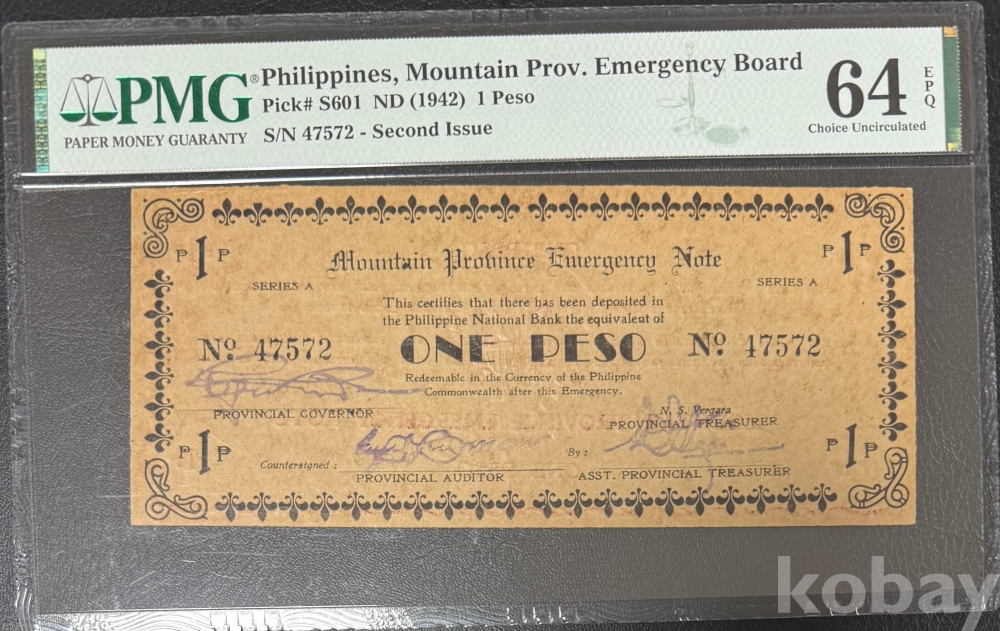 PMG®
PAPER MONEY GUARANTY
Philippines, Mountain Prov. Emergency Board
Pick# S601 ND (1942) 1 Peso
S/N 47572 - Second Issue
64 EPQ
Choice Uncirculated
₱ 1 ₱
₱ 1 ₱
Mountain Province Emergency Note
SERIES A
SERIES A
This certifies that there has been deposited in
the Philippine National Bank the equivalent of
Nº 47572 ONE PESO Nº 47572
Redeemable in the Currency of the Philippine
Commonwealth after this Emergency.
PROVINCIAL GOVERNOR
N. S. Vergara
PROVINCIAL TREASURER
₱ 1 ₱
₱ 1 ₱
Countersigned :
By :
PROVINCIAL AUDITOR
ASST. PROVINCIAL TREASURER
kobay